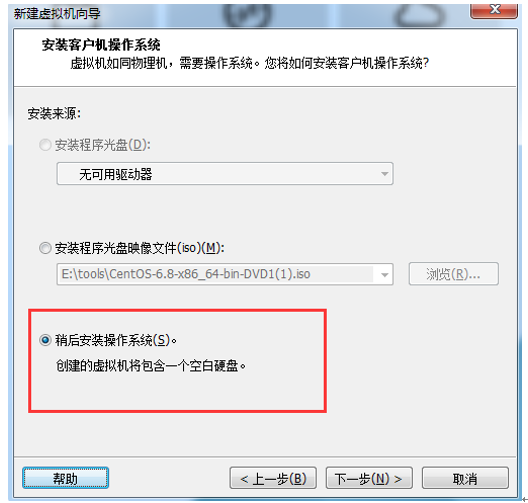 新建虚拟机向导
安装客户机操作系统
虚拟机如同物理机，需要操作系统。您将如何安装客户机操作系统?
安装来源:
安装程序光盘(D):
无可用驱动器
安装程序光盘映像文件(iso)(M):
E:\tools\CentOS-6.8-x86_64-bin-DVD1(1).iso
浏览(R)...
稍后安装操作系统(S)。
创建的虚拟机将包含一个空白硬盘。
帮助
< 上一步(B)
下一步(N) >
取消